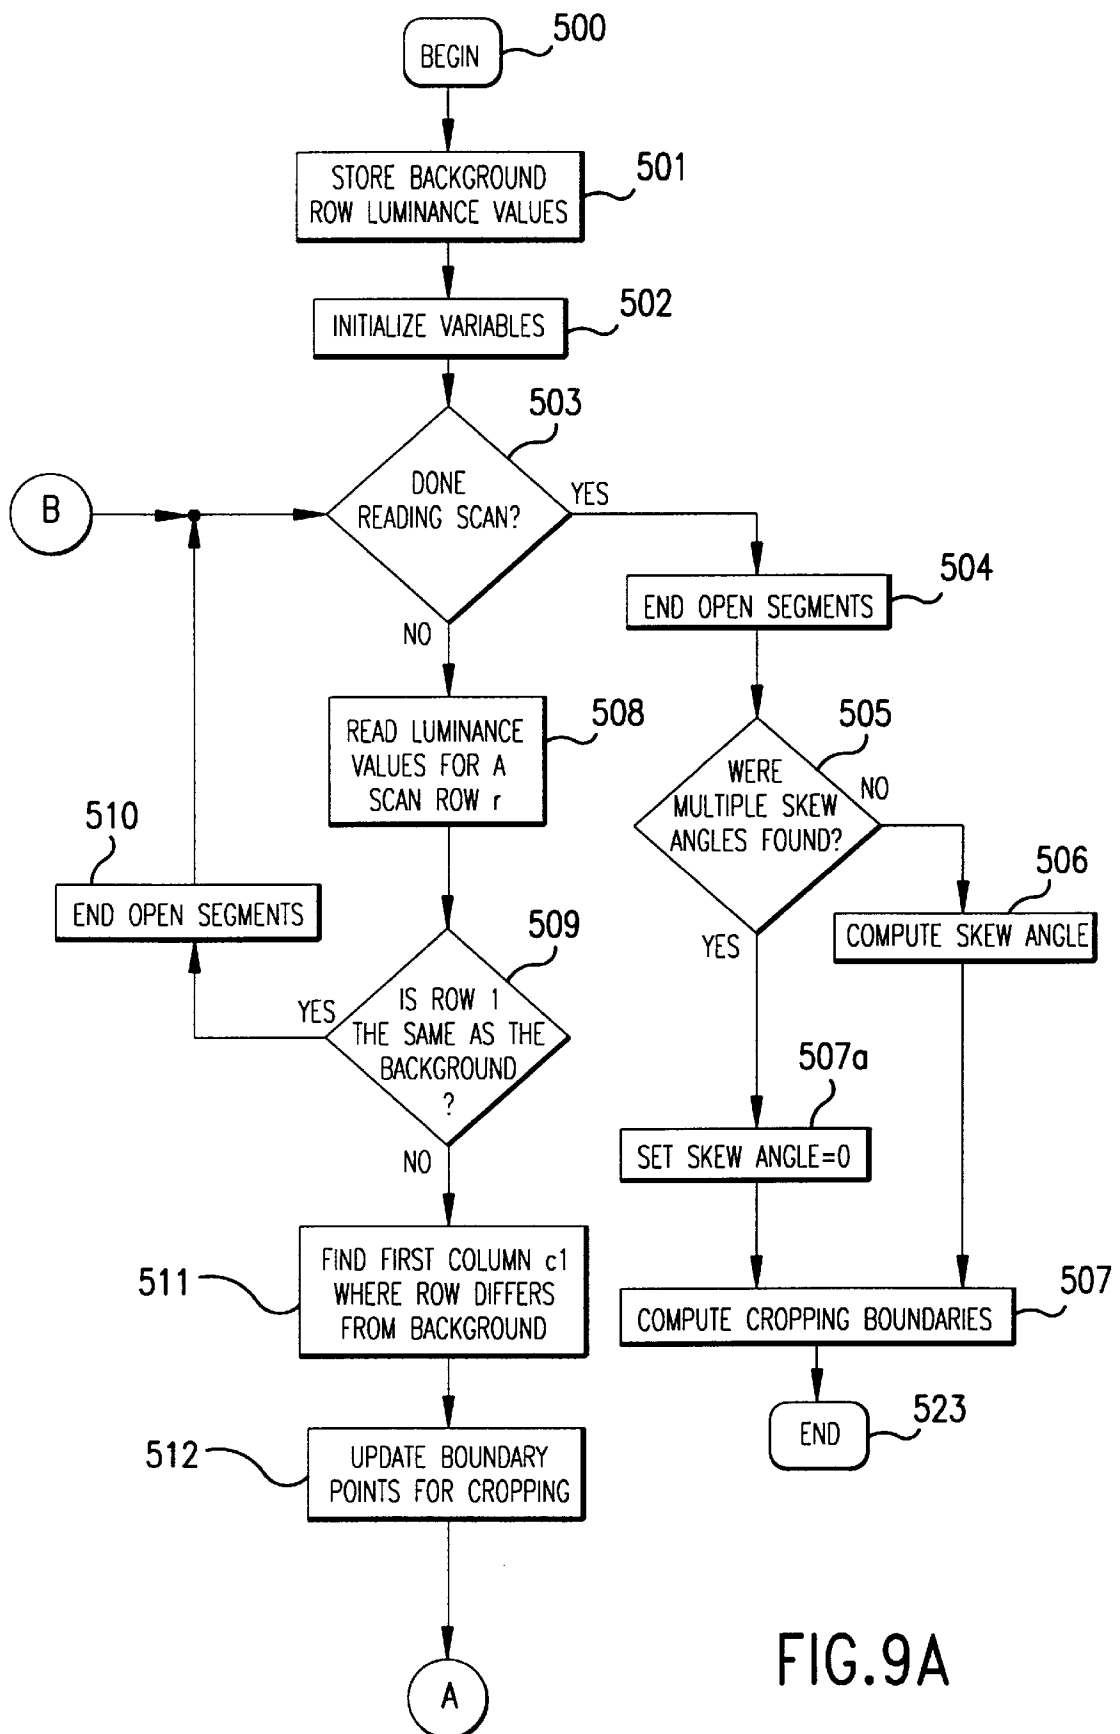 BEGIN
500
STORE BACKGROUND
ROW LUMINANCE VALUES
501
INITIALIZE VARIABLES
502
503
DONE
READING SCAN?
YES
NO
B
END OPEN SEGMENTS
504
READ LUMINANCE
VALUES FOR A
SCAN ROW r
508
505
WERE
MULTIPLE SKEW
ANGLES FOUND?
NO
YES
510
END OPEN SEGMENTS
506
COMPUTE SKEW ANGLE
509
IS ROW 1
THE SAME AS THE
BACKGROUND
?
YES
NO
507a
SET SKEW ANGLE=0
511
FIND FIRST COLUMN c1
WHERE ROW DIFFERS
FROM BACKGROUND
507
COMPUTE CROPPING BOUNDARIES
END
523
512
UPDATE BOUNDARY
POINTS FOR CROPPING
A
FIG.9A